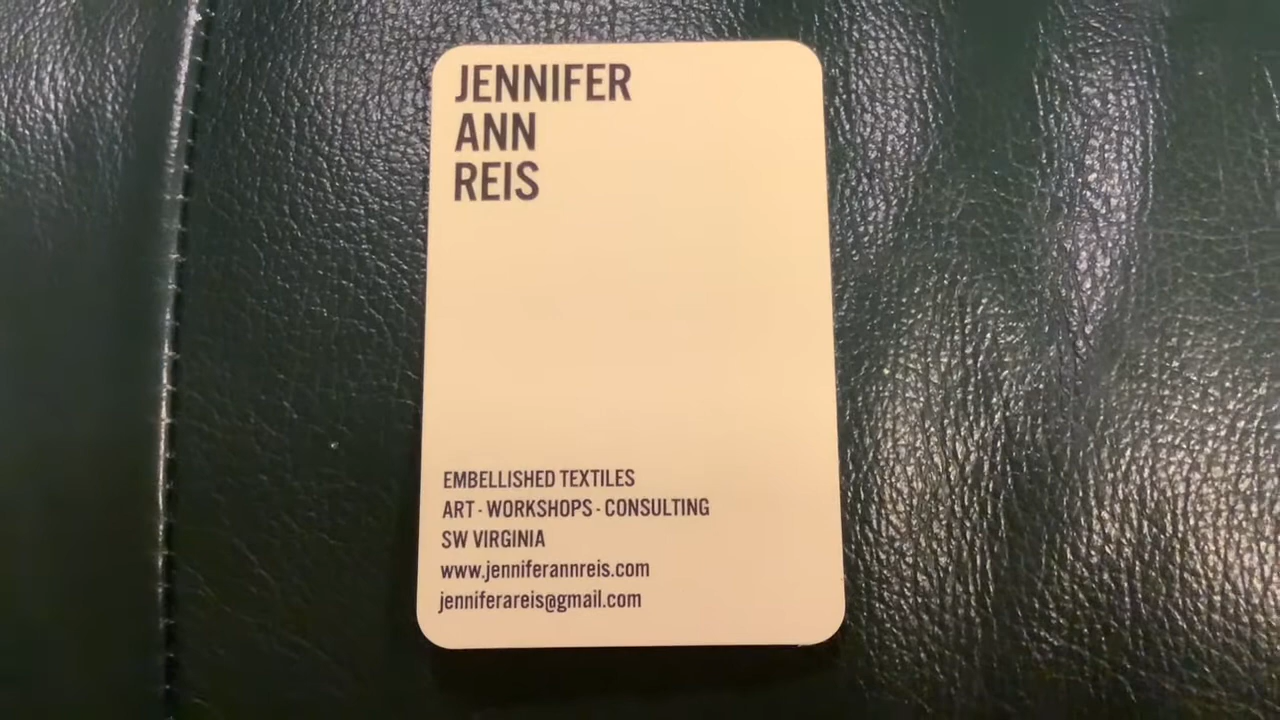 JENNIFER
ANN
REIS
EMBELLISHED TEXTILES
ART - WORKSHOPS - CONSULTING
SW VIRGINIA
www.jenniferannreis.com
jenniferareis@gmail.com